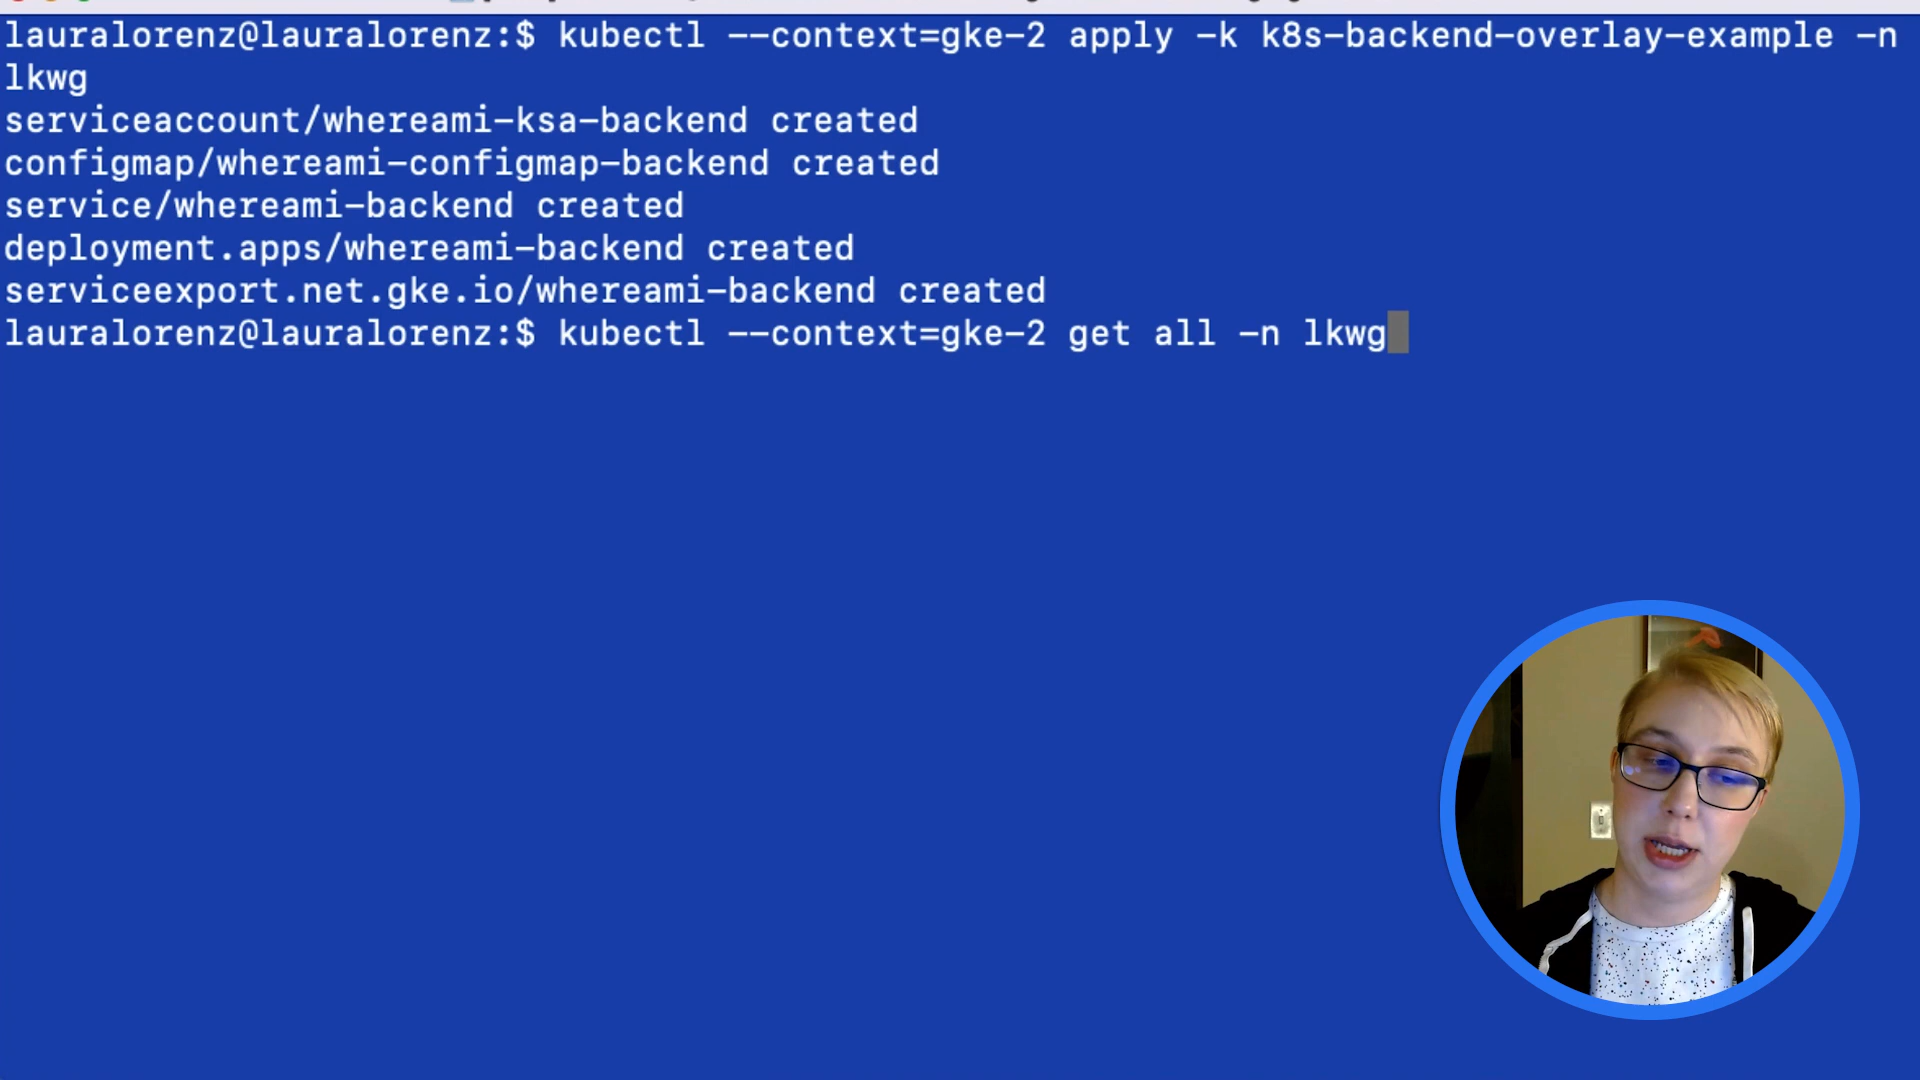 lauralorenz@lauralorenz:$ kubectl --context=gke-2 apply -k k8s-backend-overlay-example -n
lkwg
serviceaccount/whereami-ksa-backend created
configmap/whereami-configmap-backend created
service/whereami-backend created
deployment.apps/whereami-backend created
serviceexport.net.gke.io/whereami-backend created
lauralorenz@lauralorenz:$ kubectl --context=gke-2 get all -n lkwg